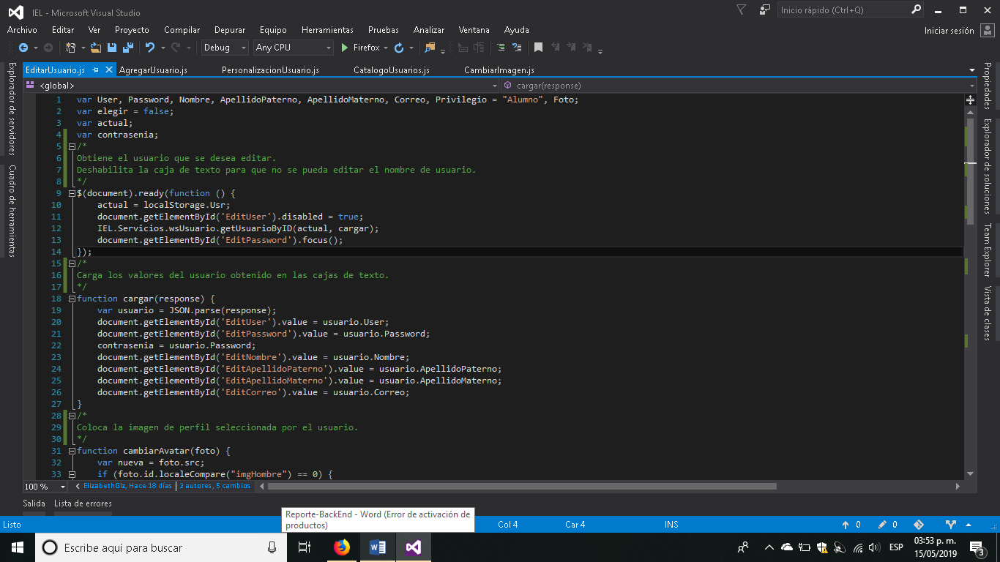 IEL - Microsoft Visual Studio
Inicio rápido (Ctrl+Q)
Archivo Editar Ver Proyecto Compilar Depurar Equipo Herramientas Pruebas Analizar Ventana Ayuda
Iniciar sesión
Debug Any CPU Firefox
EditarUsuario.js AgregarUsuario.js PersonalizacionUsuario.js CatalogoUsuarios.js CambiarImagen.js
<global> cargar(response)
Explorador de servidores
Cuadro de herramientas
1 var User, Password, Nombre, ApellidoPaterno, ApellidoMaterno, Correo, Privilegio = "Alumno", Foto;
2 var elegir = false;
3 var actual;
4 var contrasenia;
5 /*
6 Obtiene el usuario que se desea editar.
7 Deshabilita la caja de texto para que no se pueda editar el nombre de usuario.
8 */
9 $(document).ready(function () {
10 actual = localStorage.Usr;
11 document.getElementById('EditUser').disabled = true;
12 IEL.Servicios.wsUsuario.getUsuarioByID(actual, cargar);
13 document.getElementById('EditPassword').focus();
14 });
15 /*
16 Carga los valores del usuario obtenido en las cajas de texto.
17 */
18 function cargar(response) {
19 var usuario = JSON.parse(response);
20 document.getElementById('EditUser').value = usuario.User;
21 document.getElementById('EditPassword').value = usuario.Password;
22 contrasenia = usuario.Password;
23 document.getElementById('EditNombre').value = usuario.Nombre;
24 document.getElementById('EditApellidoPaterno').value = usuario.ApellidoPaterno;
25 document.getElementById('EditApellidoMaterno').value = usuario.ApellidoMaterno;
26 document.getElementById('EditCorreo').value = usuario.Correo;
27 }
28 /*
29 Coloca la imagen de perfil seleccionada por el usuario.
30 */
31 function cambiarAvatar(foto) {
32 var nueva = foto.src;
33 if (foto.id.localeCompare("imgHombre") == 0) {
Propiedades
Explorador de soluciones
Team Explorer
Vista de clases
100 % ElizabethGlz, Hace 18 días 2 autores, 5 cambios
Salida Lista de errores
Reporte-BackEnd - Word (Error de activación de
productos)
Listo Col 4 Car 4 INS 0 0
Escribe aquí para buscar
ESP
03:53 p. m.
15/05/2019
3